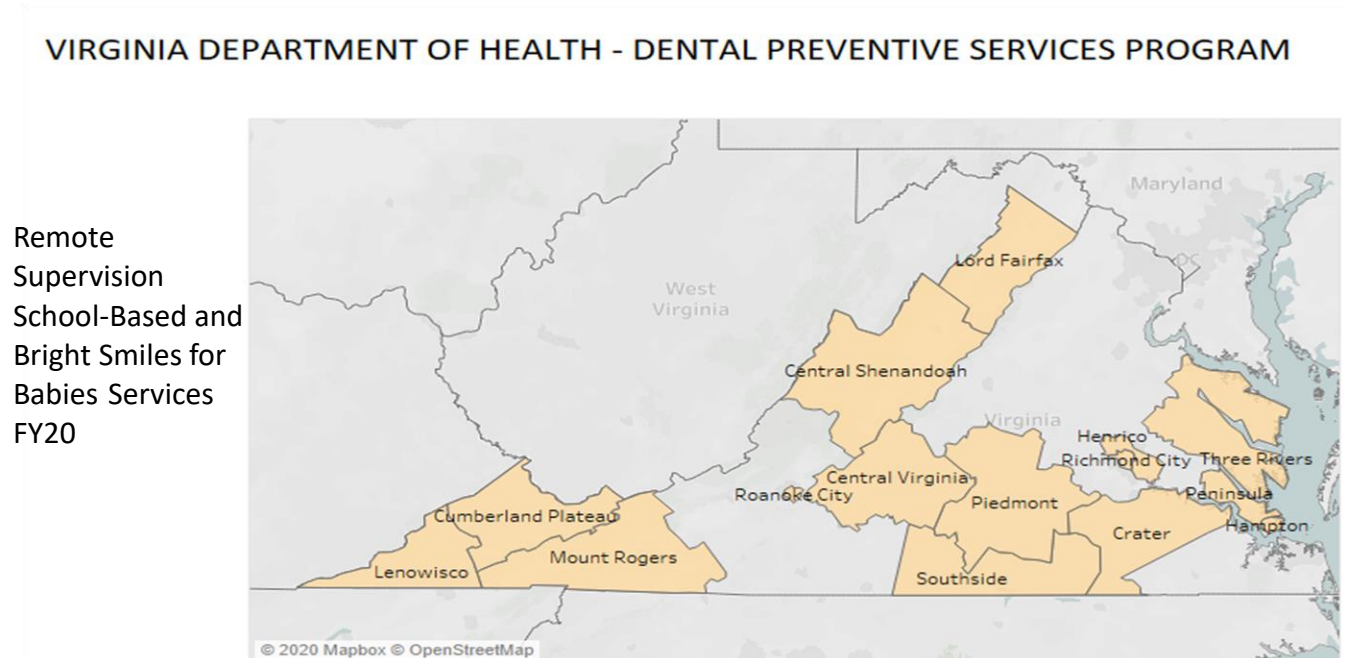 VIRGINIA DEPARTMENT OF HEALTH - DENTAL PREVENTIVE SERVICES PROGRAM
Remote
Supervision
School-Based and
Bright Smiles for
Babies Services
FY20
Maryland
DC
Lord Fairfax
West
Virginia
Central Shenandoah
Virginia
Henrico
Richmond City
Three Rivers
Central Virginia
Roanoke City
Peninsula
Piedmont
Cumberland Plateau
Hampton
Crater
Mount Rogers
Lenowisco
Southside
© 2020 Mapbox © OpenStreetMap